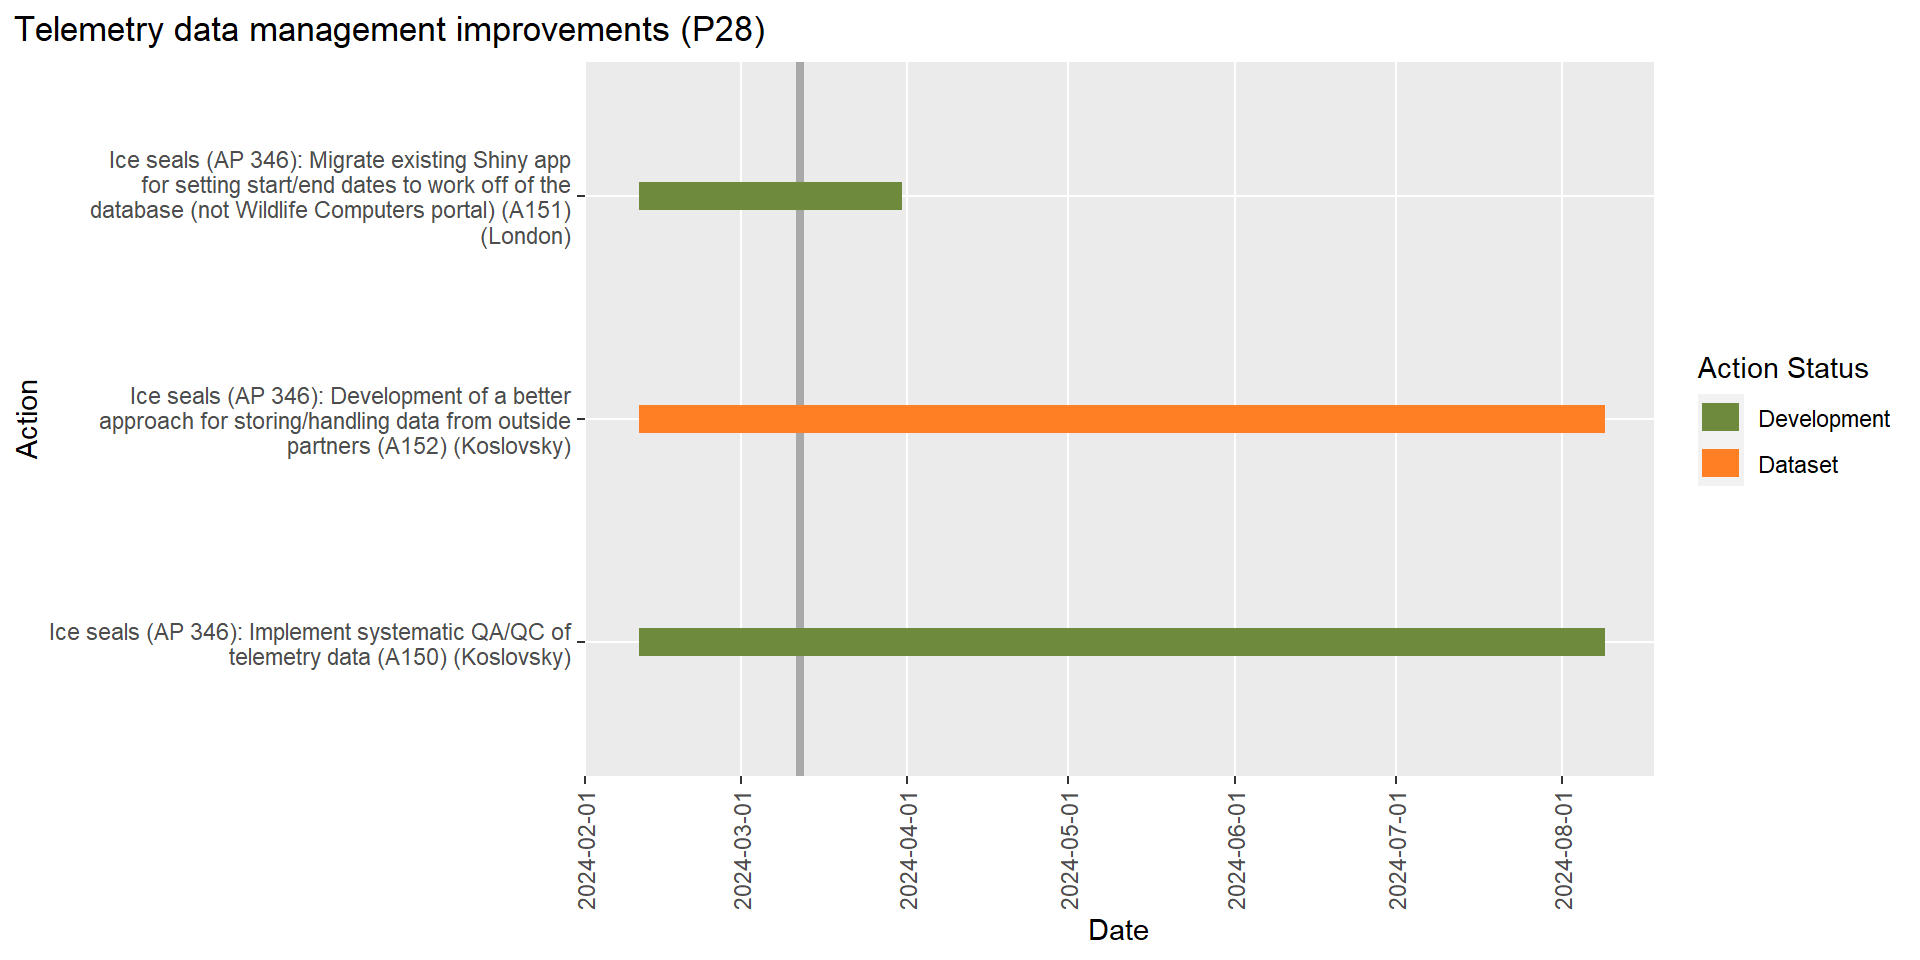 Telemetry data management improvements (P28)
Ice seals (AP 346): Migrate existing Shiny app
for setting start/end dates to work off of the
database (not Wildlife Computers portal) (A151)
(London)
Ice seals (AP 346): Development of a better
approach for storing/handling data from outside
partners (A152) (Koslovsky)
Ice seals (AP 346): Implement systematic QA/QC of
telemetry data (A150) (Koslovsky)
Action
2024-02-01
2024-03-01
2024-04-01
2024-05-01
2024-06-01
2024-07-01
2024-08-01
Date
Action Status
Development
Dataset